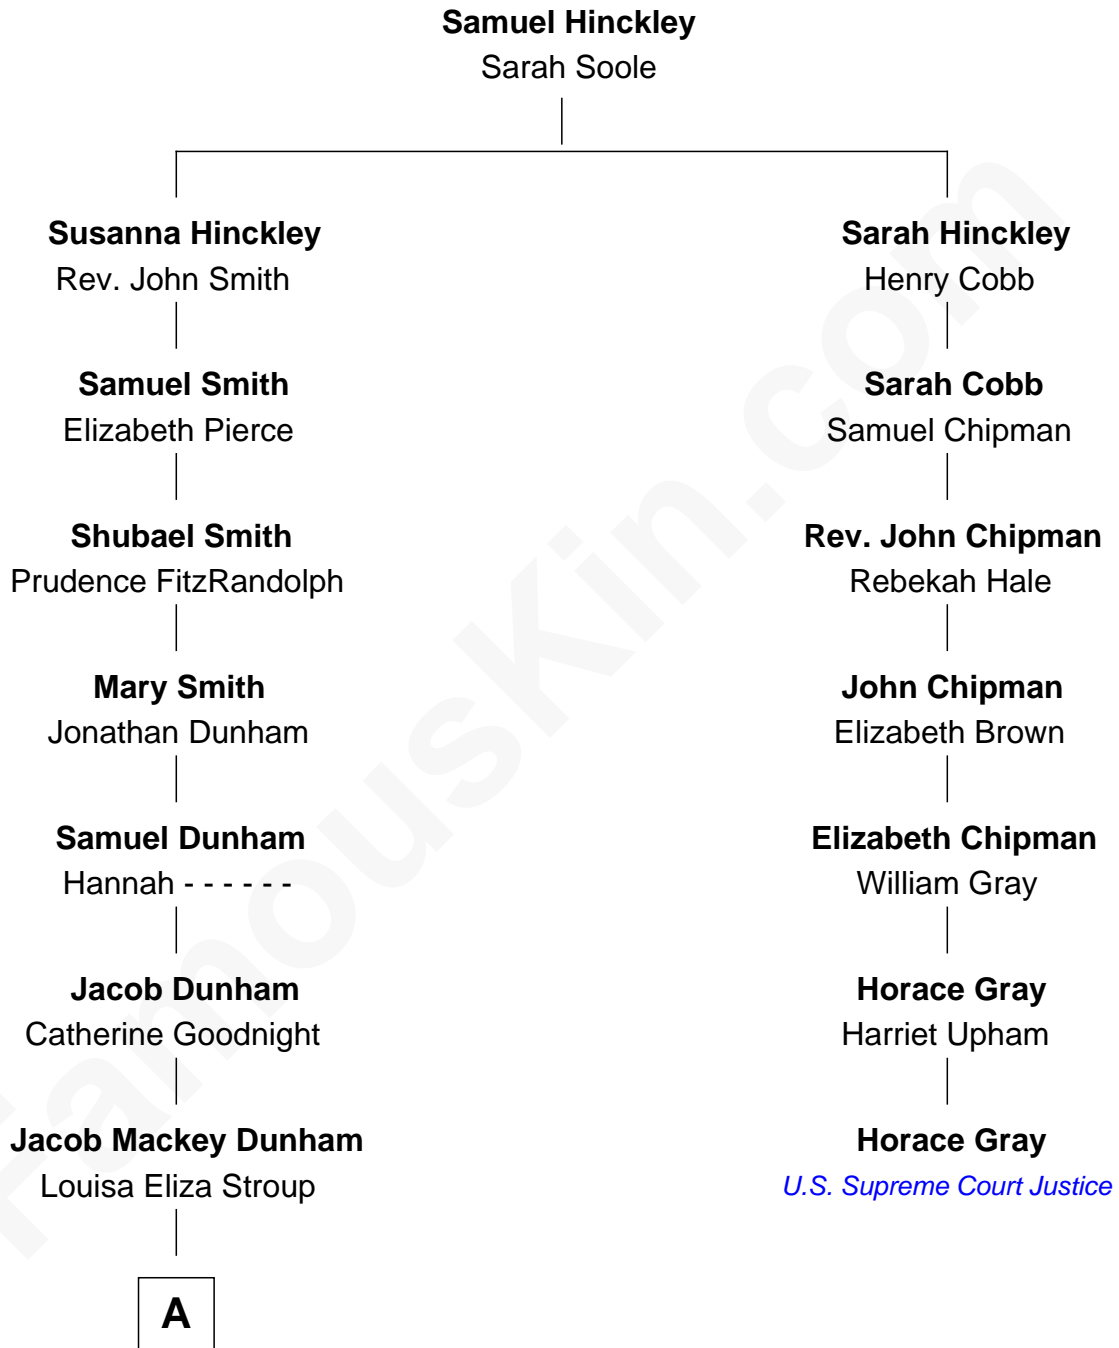 Samuel Hinckley
Sarah Soole
Susanna Hinckley
Rev. John Smith
Samuel Smith
Elizabeth Pierce
Shubael Smith
Prudence FitzRandolph
Mary Smith
Jonathan Dunham
Samuel Dunham
Hannah - - - - - -
Jacob Dunham
Catherine Goodnight
Jacob Mackey Dunham
Louisa Eliza Stroup
A
Sarah Hinckley
Henry Cobb
Sarah Cobb
Samuel Chipman
Rev. John Chipman
Rebekah Hale
John Chipman
Elizabeth Brown
Elizabeth Chipman
William Gray
Horace Gray
Harriet Upham
Horace Gray
U.S. Supreme Court Justice
FamousKin.com